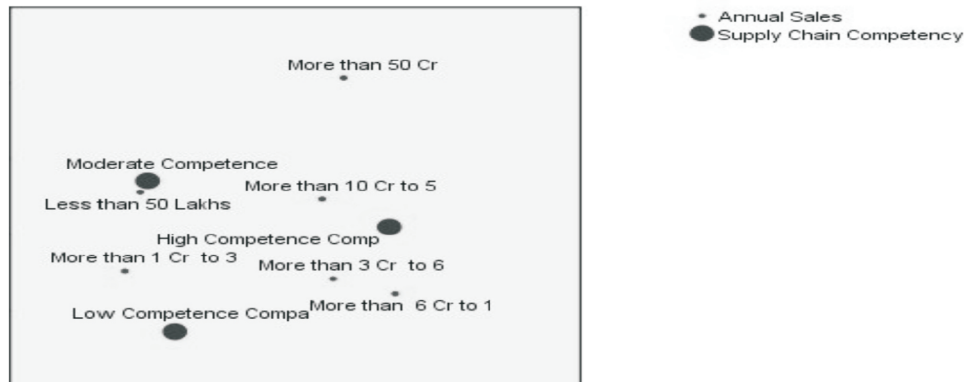 Annual Sales
Supply Chain Competency
More than 50 Cr
Moderate Competence
More than 10 Cr to 5
Less than 50 Lakhs
High Competence Comp
More than 1 Cr to 3
More than 3 Cr to 6
More than 6 Cr to 1
Low Competence Compa